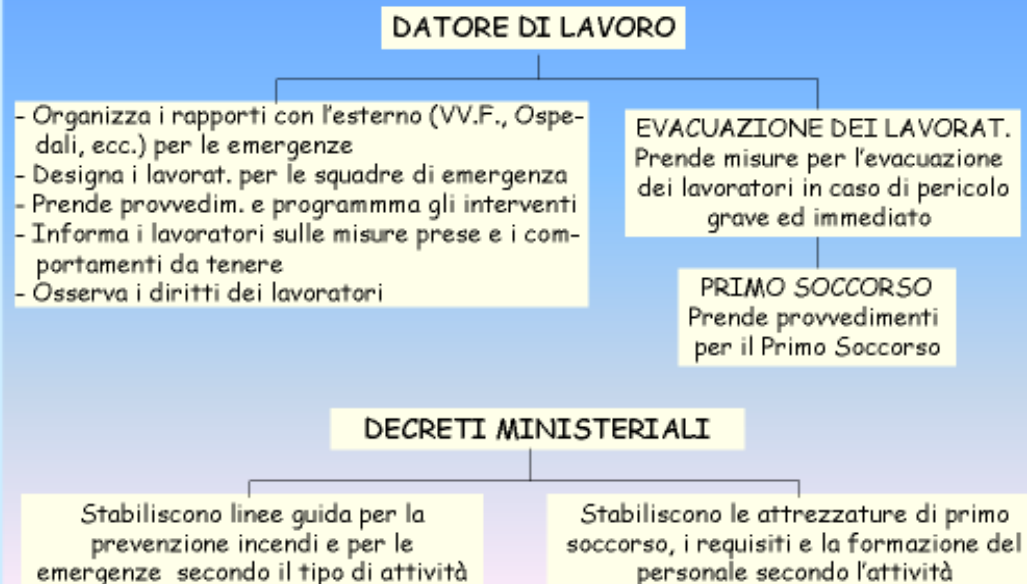 DATORE DI LAVORO
- Organizza i rapporti con l'esterno (VV.F., Ospe-
dali, ecc.) per le emergenze
- Designa i lavorat. per le squadre di emergenza
- Prende provvedim. e programmma gli interventi
- Informa i lavoratori sulle misure prese e i com-
portamenti da tenere
- Osserva i diritti dei lavoratori
EVACUAZIONE DEI LAVORAT.
Prende misure per l'evacuazione
dei lavoratori in caso di pericolo
grave ed immediato
PRIMO SOCCORSO
Prende provvedimenti
per il Primo Soccorso
DECRETI MINISTERIALI
Stabiliscono linee guida per la
prevenzione incendi e per le
emergenze secondo il tipo di attività
Stabiliscono le attrezzature di primo
soccorso, i requisiti e la formazione del
personale secondo l'attività